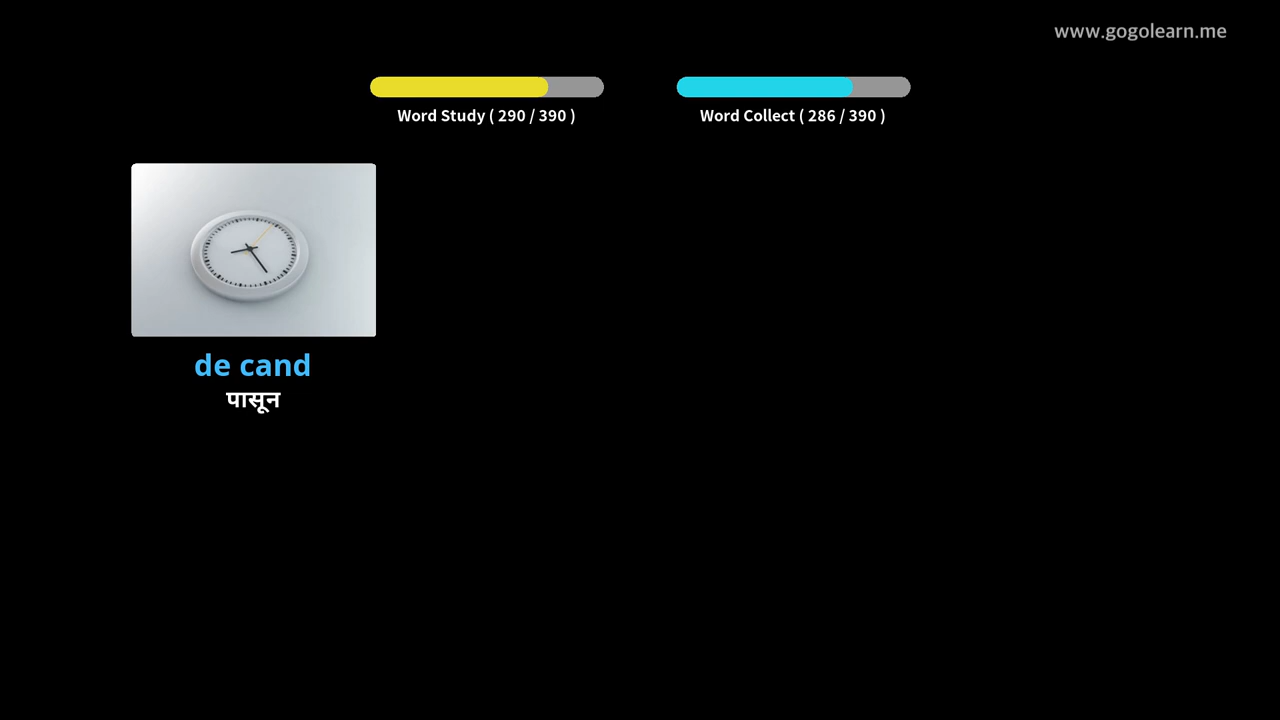 www.gogolearn.me
Word Study ( 290 / 390 )
Word Collect ( 286 / 390 )
de cand
पासून